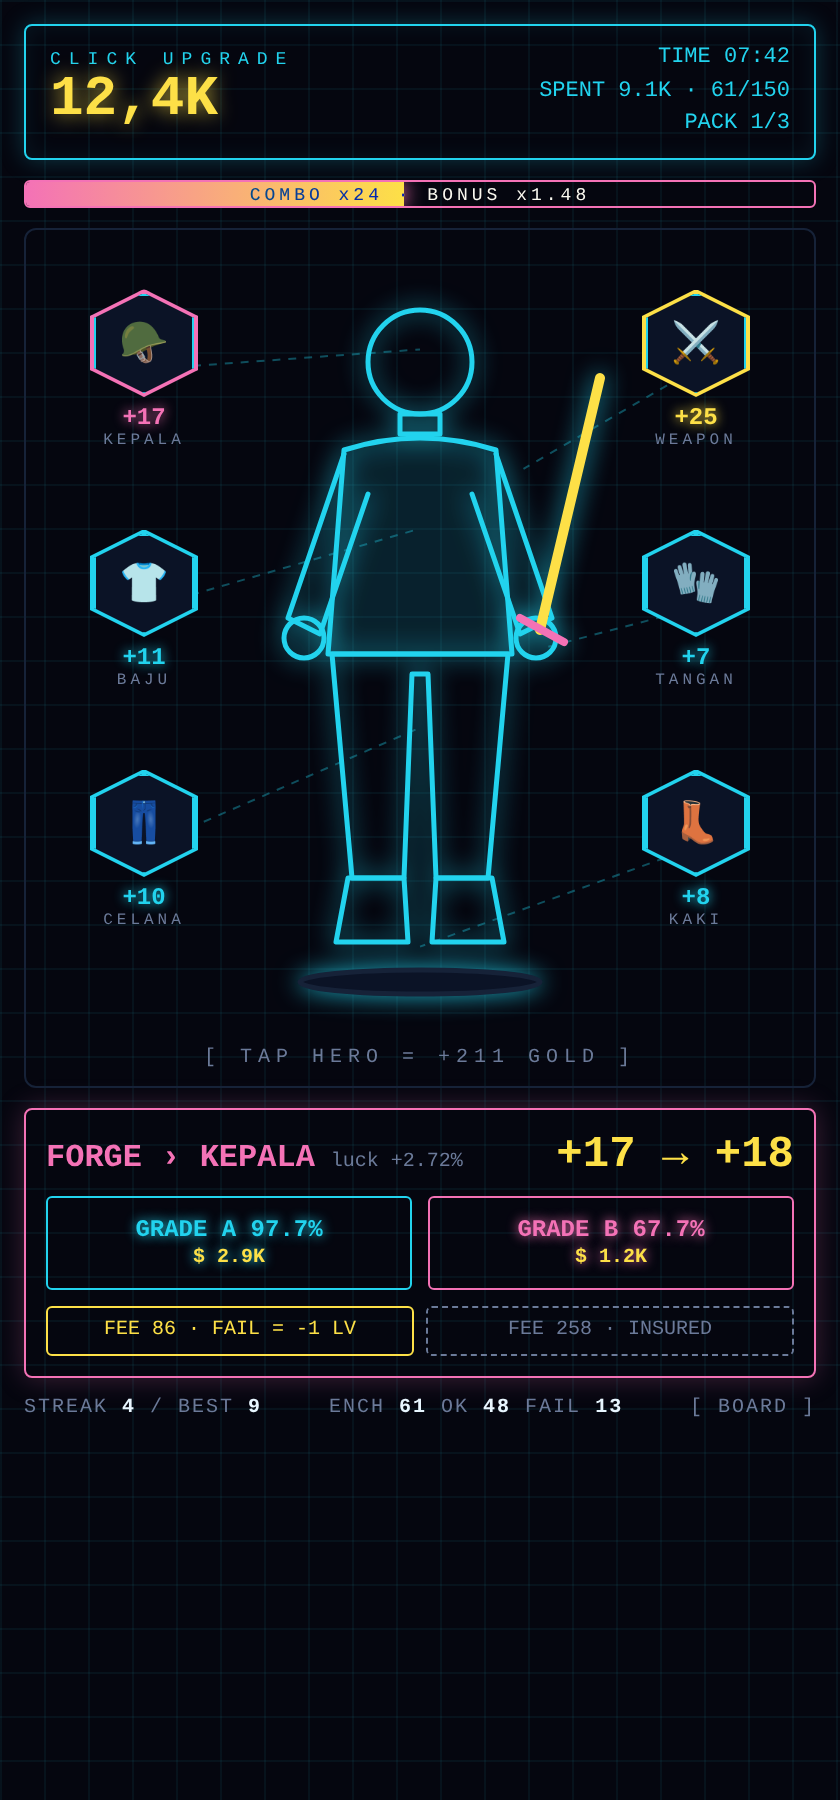 CLICK UPGRADE
12,4K
TIME 07:42
SPENT 9.1K · 61/150
PACK 1/3
COMBO x24 · BONUS x1.48
+17
KEPALA
+25
WEAPON
+11
BAJU
+7
TANGAN
+10
CELANA
+8
KAKI
[ TAP HERO = +211 GOLD ]
FORGE › KEPALA luck +2.72% +17 → +18
GRADE A 97.7%
$ 2.9K
GRADE B 67.7%
$ 1.2K
FEE 86 · FAIL = -1 LV
FEE 258 · INSURED
STREAK 4 / BEST 9 ENCH 61 OK 48 FAIL 13 [ BOARD ]